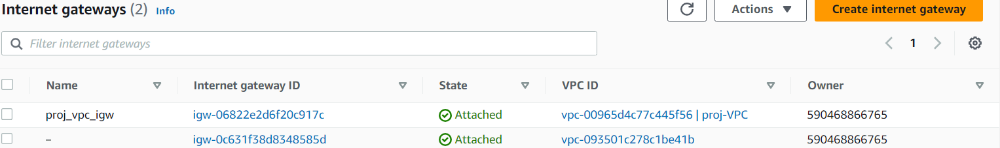 Internet gateways (2) Info
Actions
Create internet gateway
Filter internet gateways
1
Name Internet gateway ID State VPC ID Owner
proj_vpc_igw igw-06822e2d6f20c917c Attached vpc-00965d4c77c445f56 | proj-VPC 590468866765
– igw-0c631f38d8348585d Attached vpc-093501c278c1be41b 590468866765